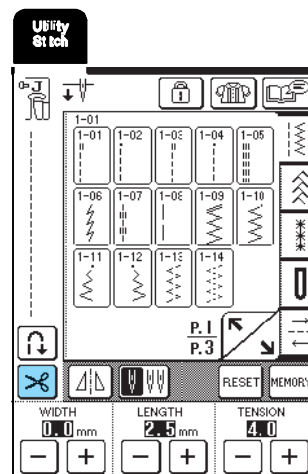 Utility
Stitch
J
1-01
1-01 1-02 1-03 1-04 1-05
1-06 1-07 1-08 1-09 1-10
1-11 1-12 1-13 1-14
P.1
P.3
RESET MEMORY
WIDTH LENGTH TENSION
0.0 mm 2.5 mm 4.0
− + − + − +